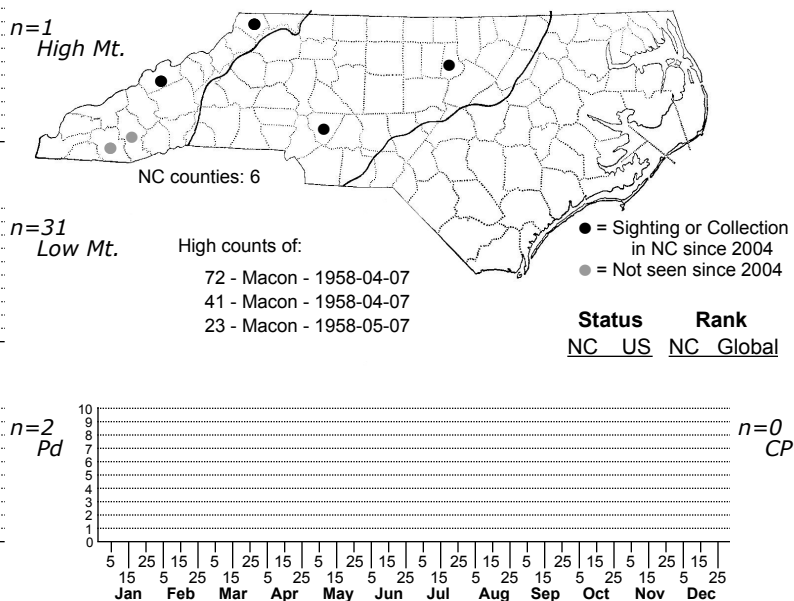 n=1
High Mt.
NC counties: 6
n=31
Low Mt.
High counts of:
72 - Macon - 1958-04-07
41 - Macon - 1958-04-07
23 - Macon - 1958-05-07
● = Sighting or Collection
in NC since 2004
● = Not seen since 2004
Status Rank
NC US NC Global
n=2
Pd
n=0
CP
10
9
8
7
6
5
4
3
2
1
0
5 25 15 5 25 15 5 25 15 5 25 15 5 25 15 5 25 15
15 5 25 15 5 25 15 5 25 15 5 25 15 5 25 15 5 25
Jan Feb Mar Apr May Jun Jul Aug Sep Oct Nov Dec